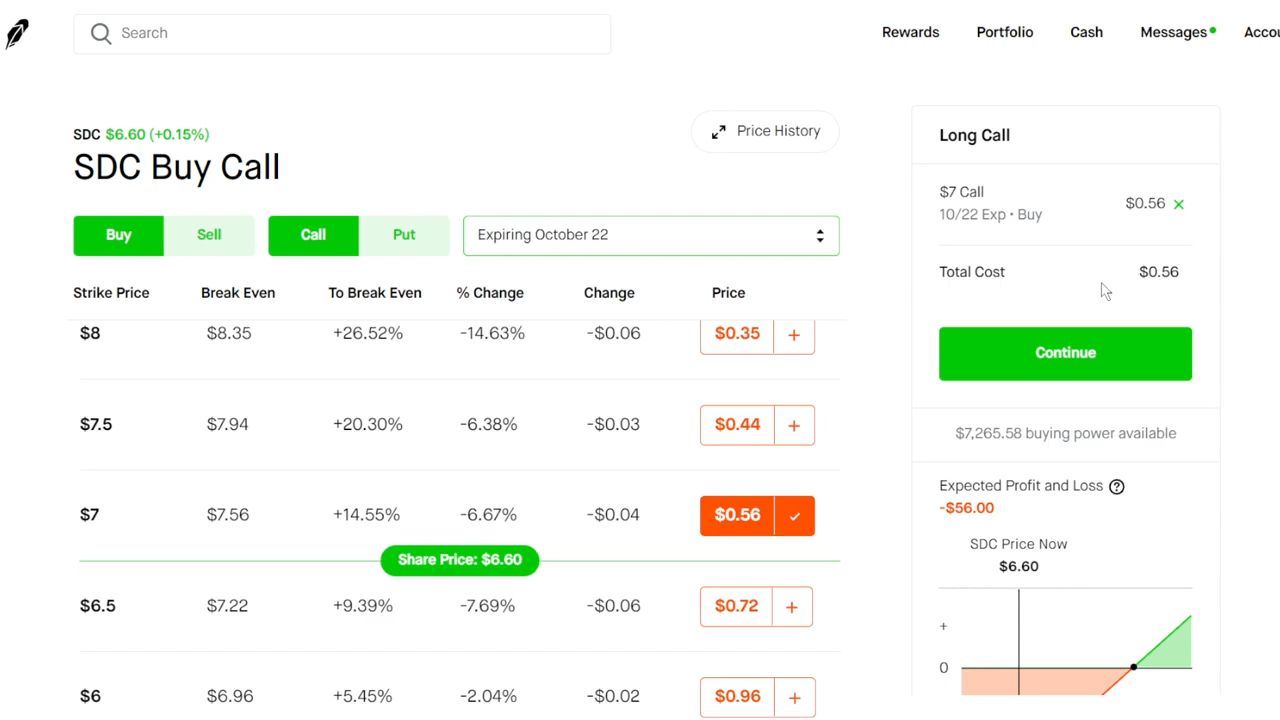 Search
Rewards Portfolio Cash Messages Accou
SDC $6.60 (+0.15%)
SDC Buy Call
Price History
Buy Sell Call Put Expiring October 22
Strike Price Break Even To Break Even % Change Change Price
$8 $8.35 +26.52% -14.63% -$0.06 $0.35 +
$7.5 $7.94 +20.30% -6.38% -$0.03 $0.44 +
$7 $7.56 +14.55% -6.67% -$0.04 $0.56
Share Price: $6.60
$6.5 $7.22 +9.39% -7.69% -$0.06 $0.72 +
$6 $6.96 +5.45% -2.04% -$0.02 $0.96 +
Long Call
$7 Call
10/22 Exp • Buy
$0.56 ×
Total Cost $0.56
Continue
$7,265.58 buying power available
Expected Profit and Loss ?
-$56.00
SDC Price Now
$6.60
+
0